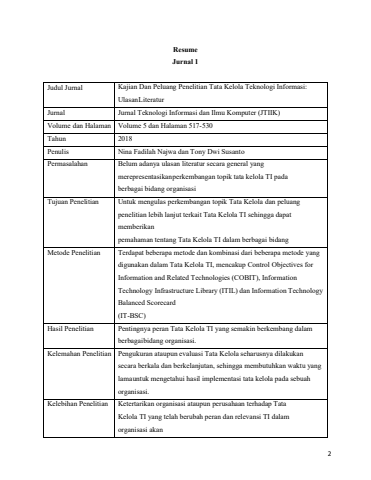 Resume
Jurnal 1
Judul Jurnal
Kajian Dan Peluang Penelitian Tata Kelola Teknologi Informasi:
UlasanLiteratur
Jurnal
Jurnal Teknologi Informasi dan Ilmu Komputer (JTIIK)
Volume dan Halaman
Volume 5 dan Halaman 517-530
Tahun
2018
Penulis
Nina Fadilah Najwa dan Tony Dwi Susanto
Permasalahan
Belum adanya ulasan literatur secara general yang
merepresentasikanperkembangan topik tata kelola TI pada
berbagai bidang organisasi
Tujuan Penelitian
Untuk mengulas perkembangan topik Tata Kelola dan peluang
penelitian lebih lanjut terkait Tata Kelola TI sehingga dapat
memberikan
pemahaman tentang Tata Kelola TI dalam berbagai bidang
Metode Penelitian
Terdapat beberapa metode dan kombinasi dari beberapa metode yang
digunakan dalam Tata Kelola TI, mencakup Control Objectives for
Information and Related Technologies (COBIT), Information
Technology Infrastructure Library (ITIL) dan Information Technology
Balanced Scorecard
(IT-BSC)
Hasil Penelitian
Pentingnya peran Tata Kelola TI yang semakin berkembang dalam
berbagaibidang organisasi.
Kelemahan Penelitian
Pengukuran ataupun evaluasi Tata Kelola seharusnya dilakukan
secara berkala dan berkelanjutan, sehingga membutuhkan waktu yang
lamauntuk mengetahui hasil implementasi tata kelola pada sebuah
organisasi.
Kelebihan Penelitian
Ketertarikan organisasi ataupun perusahaan terhadap Tata
Kelola TI yang telah berubah peran dan relevansi TI dalam
organisasi akan
2